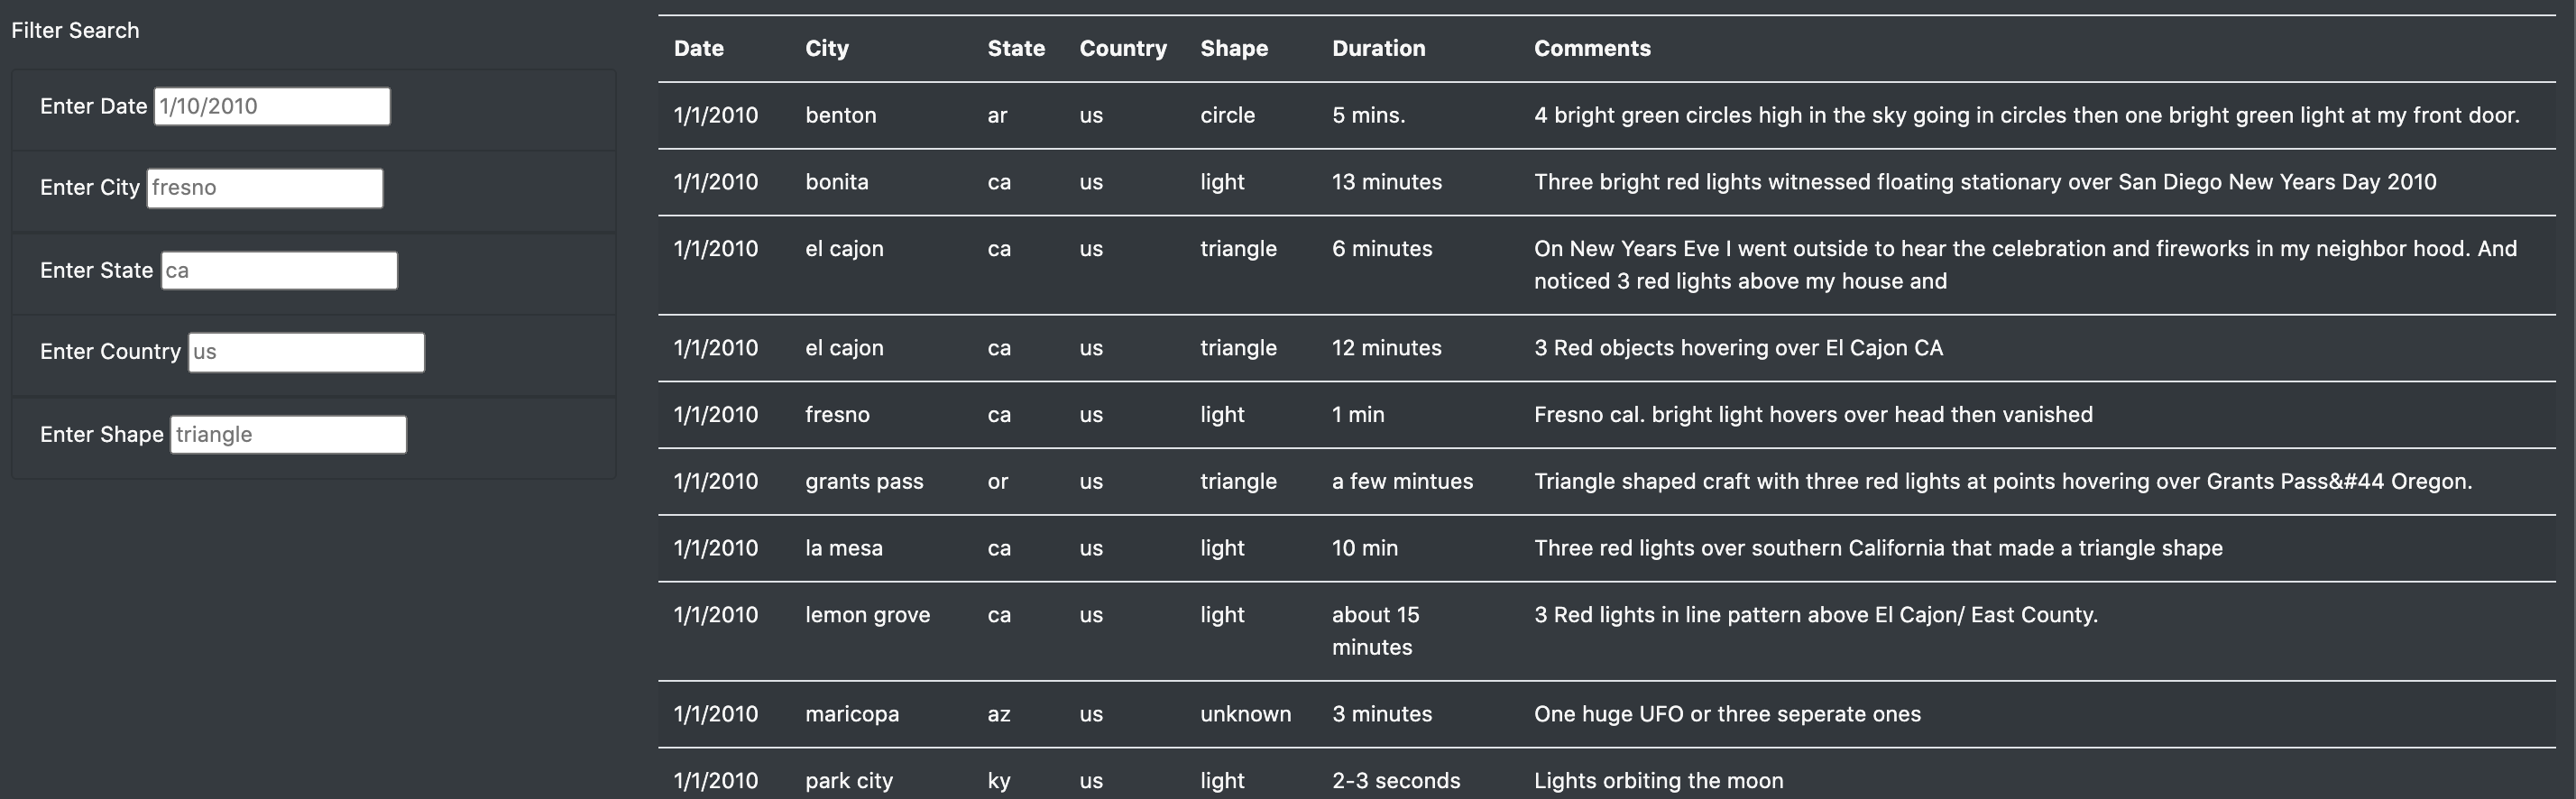 Filter Search
Enter Date 1/10/2010
Enter City fresno
Enter State ca
Enter Country us
Enter Shape triangle
Date City State Country Shape Duration Comments
1/1/2010 benton ar us circle 5 mins. 4 bright green circles high in the sky going in circles then one bright green light at my front door.
1/1/2010 bonita ca us light 13 minutes Three bright red lights witnessed floating stationary over San Diego New Years Day 2010
1/1/2010 el cajon ca us triangle 6 minutes On New Years Eve I went outside to hear the celebration and fireworks in my neighbor hood. And
noticed 3 red lights above my house and
1/1/2010 el cajon ca us triangle 12 minutes 3 Red objects hovering over El Cajon CA
1/1/2010 fresno ca us light 1 min Fresno cal. bright light hovers over head then vanished
1/1/2010 grants pass or us triangle a few mintues Triangle shaped craft with three red lights at points hovering over Grants Pass&#44 Oregon.
1/1/2010 la mesa ca us light 10 min Three red lights over southern California that made a triangle shape
1/1/2010 lemon grove ca us light about 15 3 Red lights in line pattern above El Cajon/ East County.
minutes
1/1/2010 maricopa az us unknown 3 minutes One huge UFO or three seperate ones
1/1/2010 park city ky us light 2-3 seconds Lights orbiting the moon